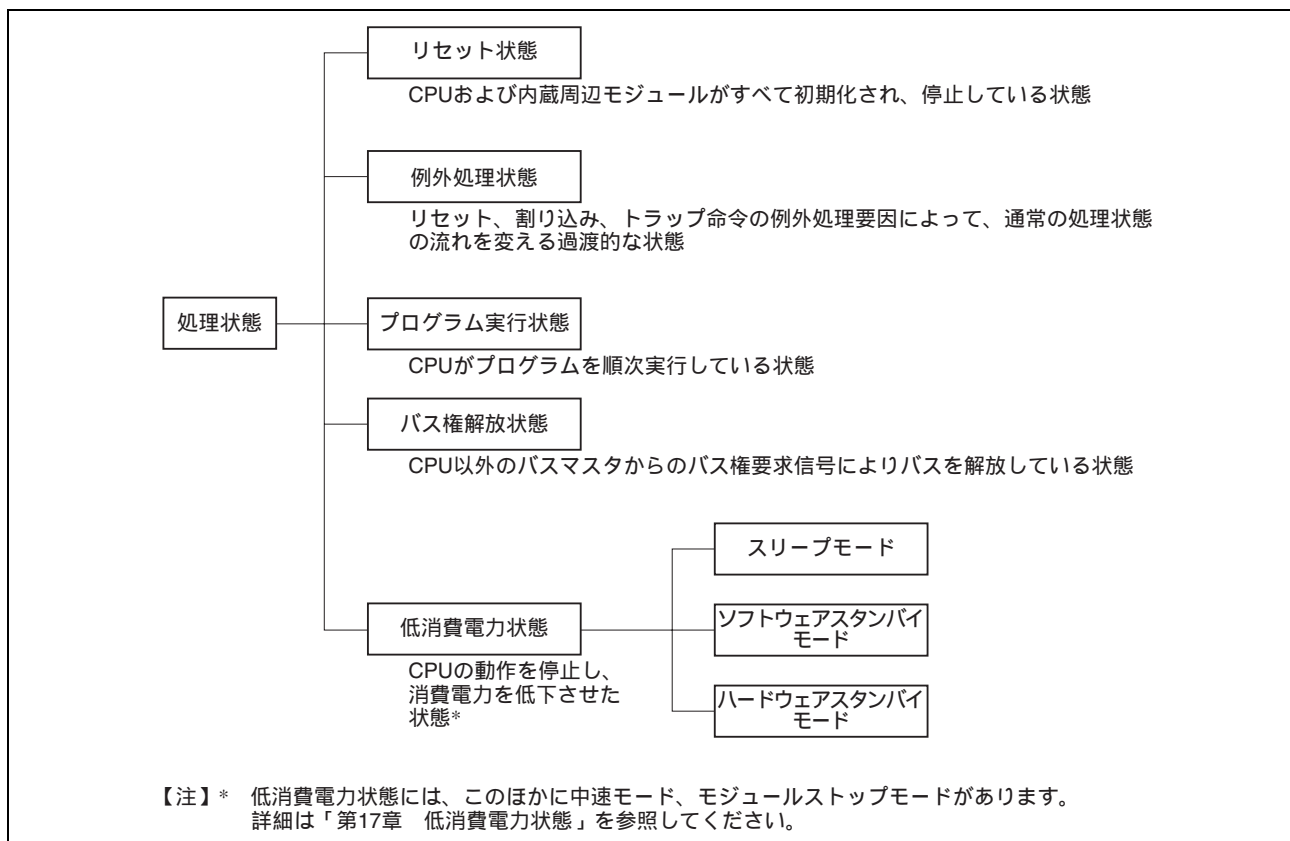 リセット状態
CPUおよび内蔵周辺モジュールがすべて初期化され、停止している状態
例外処理状態
リセット、割り込み、トラップ命令の例外処理要因によって、通常の処理状態
の流れを変える過渡的な状態
処理状態
プログラム実行状態
CPUがプログラムを順次実行している状態
バス権解放状態
CPU以外のバスマスタからのバス権要求信号によりバスを解放している状態
スリープモード
低消費電力状態
CPUの動作を停止し、
消費電力を低下させた
状態*
ソフトウェアスタンバイ
モード
ハードウェアスタンバイ
モード
【注】* 低消費電力状態には、このほかに中速モード、モジュールストップモードがあります。
詳細は「第17章 低消費電力状態」を参照してください。